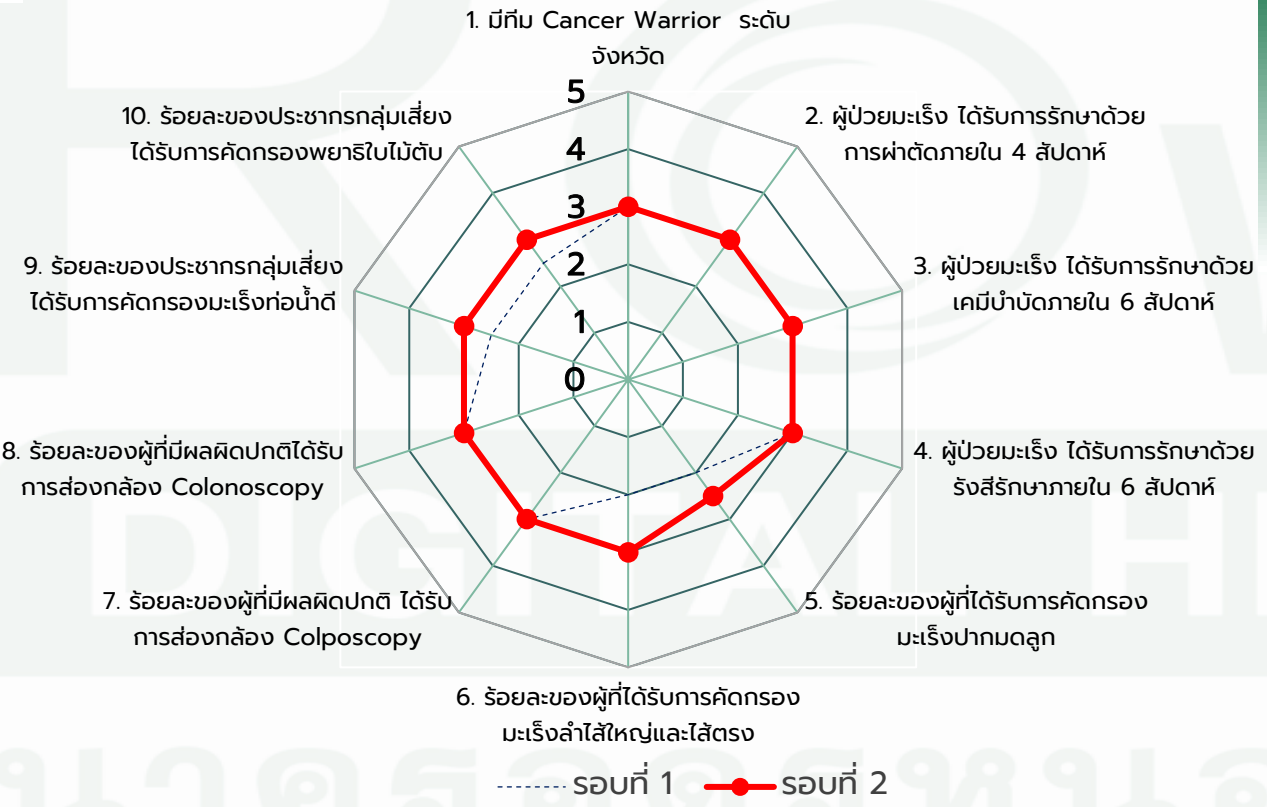 1. มีทีม Cancer Warrior ระดับ
จังหวัด
2. ผู้ป่วยมะเร็ง ได้รับการรักษาด้วย
การผ่าตัดภายใน 4 สัปดาห์
3. ผู้ป่วยมะเร็ง ได้รับการรักษาด้วย
เคมีบำบัดภายใน 6 สัปดาห์
4. ผู้ป่วยมะเร็ง ได้รับการรักษาด้วย
รังสีรักษาภายใน 6 สัปดาห์
5. ร้อยละของผู้ที่ได้รับการคัดกรอง
มะเร็งปากมดลูก
6. ร้อยละของผู้ที่ได้รับการคัดกรอง
มะเร็งลำไส้ใหญ่และไส้ตรง
7. ร้อยละของผู้ที่มีผลผิดปกติ ได้รับ
การส่องกล้อง Colposcopy
8. ร้อยละของผู้ที่มีผลผิดปกติได้รับ
การส่องกล้อง Colonoscopy
9. ร้อยละของประชากรกลุ่มเสี่ยง
ได้รับการคัดกรองมะเร็งท่อน้ำดี
10. ร้อยละของประชากรกลุ่มเสี่ยง
ได้รับการคัดกรองพยาธิใบไม้ตับ
5
4
3
2
1
0
รอบที่ 1 รอบที่ 2
DIGITAL